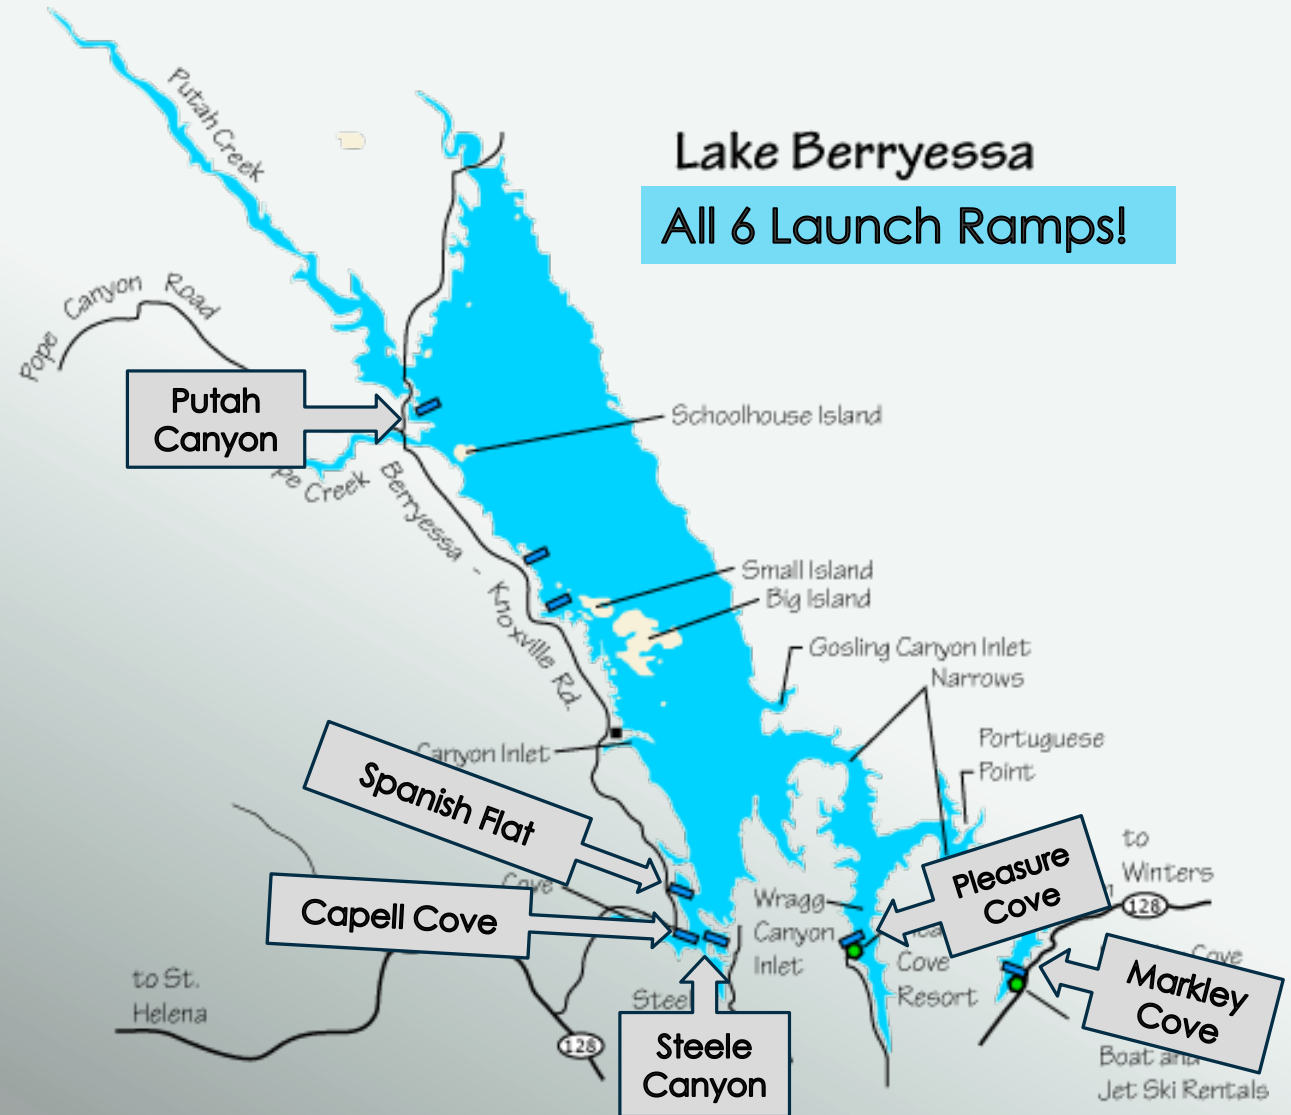 Putah Creek
Lake Berryessa
All 6 Launch Ramps!
Pope Canyon Road
Putah
Canyon
Schoolhouse Island
Creek
Berryessa - Knoxville Rd.
Small Island
Big Island
Gosling Canyon Inlet
Narrows
Portuguese
Point
Canyon Inlet
Spanish Flat
to
Winters
128
Pleasure
Cove
Cove
Capell Cove
Wragg
Canyon
Inlet
Cove
Resort
Cove
Markley
Cove
to St.
Helena
128
Steele
Canyon
Boat and
Jet Ski Rentals